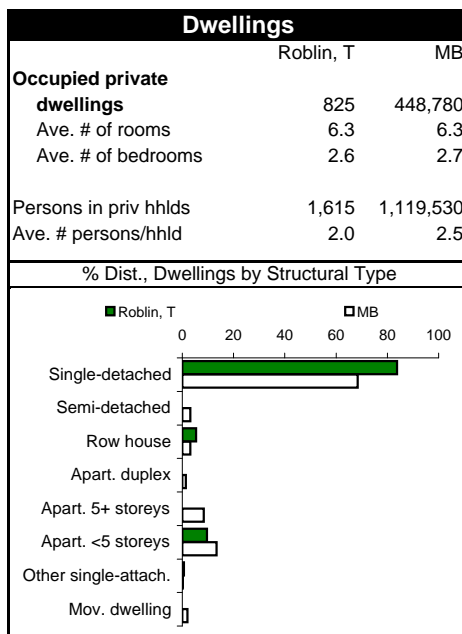 Dwellings
Roblin, T MB
Occupied private
dwellings 825 448,780
Ave. # of rooms 6.3 6.3
Ave. # of bedrooms 2.6 2.7
Persons in priv hhlds 1,615 1,119,530
Ave. # persons/hhld 2.0 2.5
% Dist., Dwellings by Structural Type
Roblin, T MB
0 20 40 60 80 100
Single-detached
Semi-detached
Row house
Apart. duplex
Apart. 5+ storeys
Apart. <5 storeys
Other single-attach.
Mov. dwelling